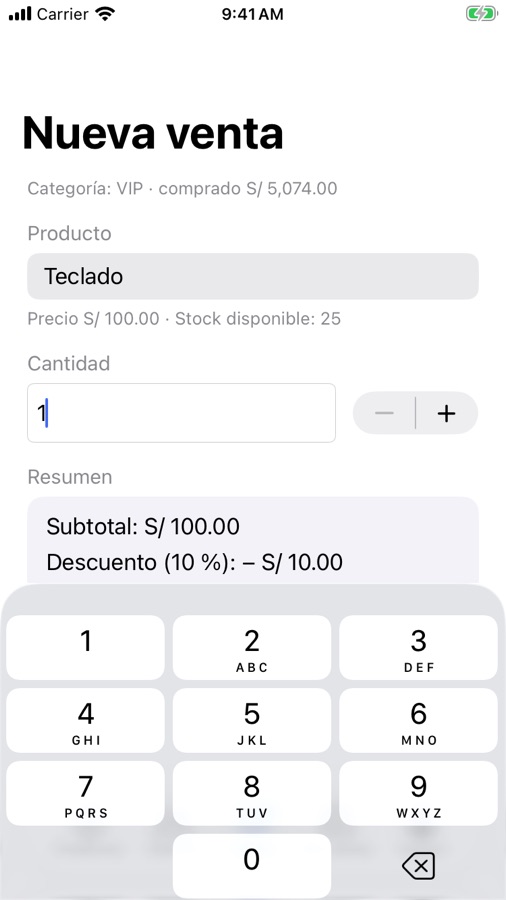 Carrier 9:41 AM
Nueva venta
Categoría: VIP · comprado S/ 5,074.00
Producto
Teclado
Precio S/ 100.00 · Stock disponible: 25
Cantidad
1
Resumen
Subtotal: S/ 100.00
Descuento (10 %): – S/ 10.00
1 2 3
ABC DEF
4 5 6
GHI JKL MNO
7 8 9
PQRS TUV WXYZ
0